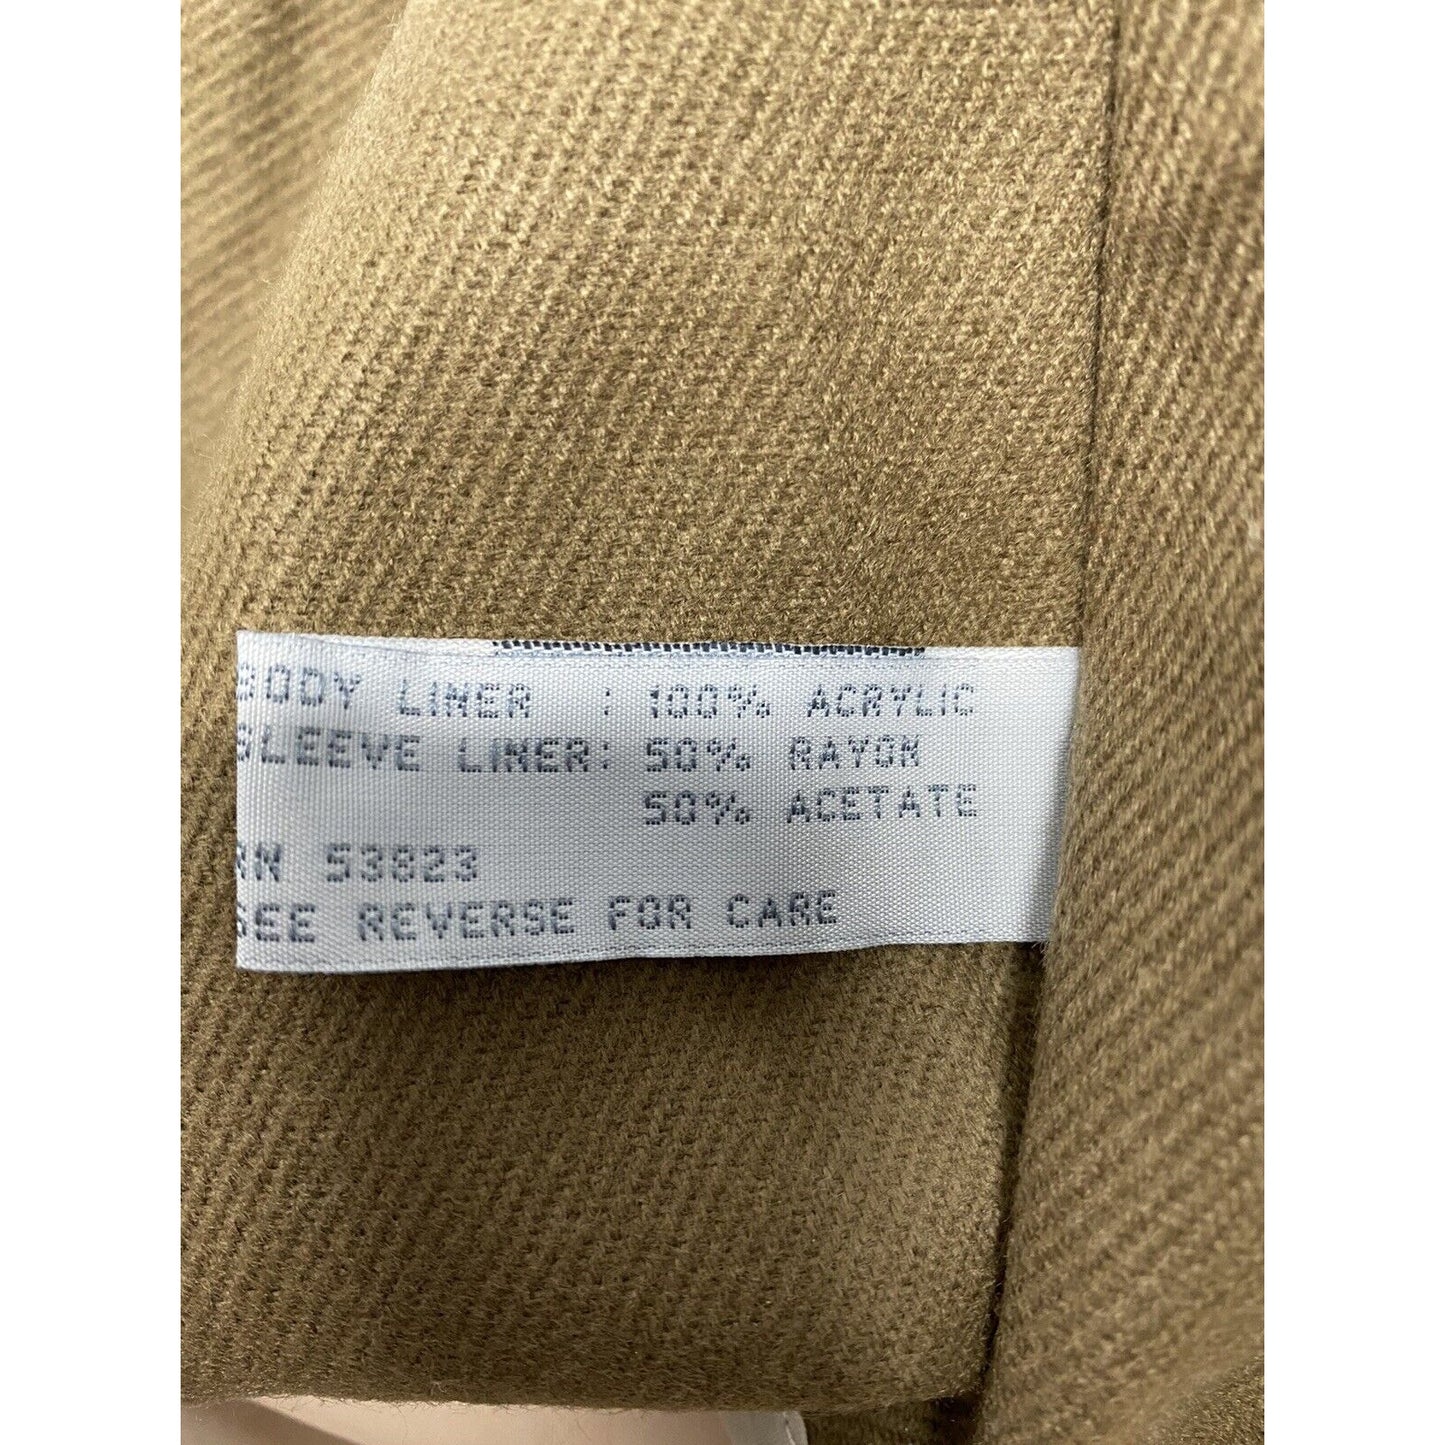 BODY LINER : 100% ACRYLIC
SLEEVE LINER: 50% RAYON
50% ACETATE
RN 53823
SEE REVERSE FOR CARE